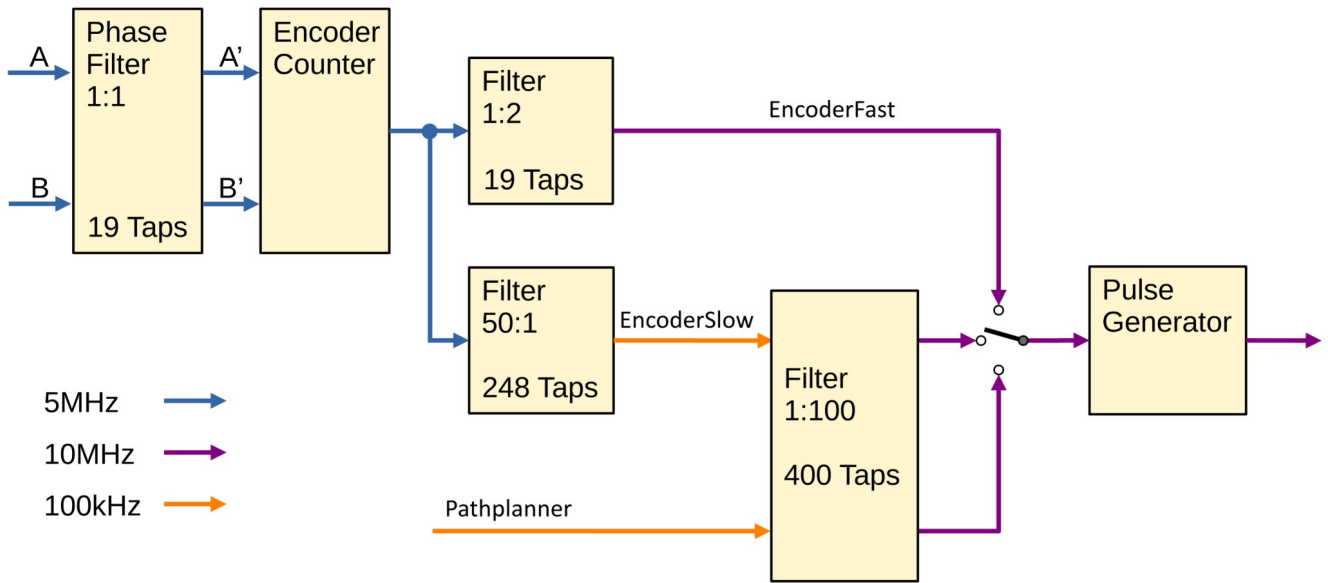 Phase
Filter
1:1
19 Taps
A
B
A’
B’
Encoder
Counter
Filter
1:2
19 Taps
EncoderFast
Filter
50:1
248 Taps
EncoderSlow
Filter
1:100
400 Taps
Pathplanner
Pulse
Generator
5MHz
10MHz
100kHz